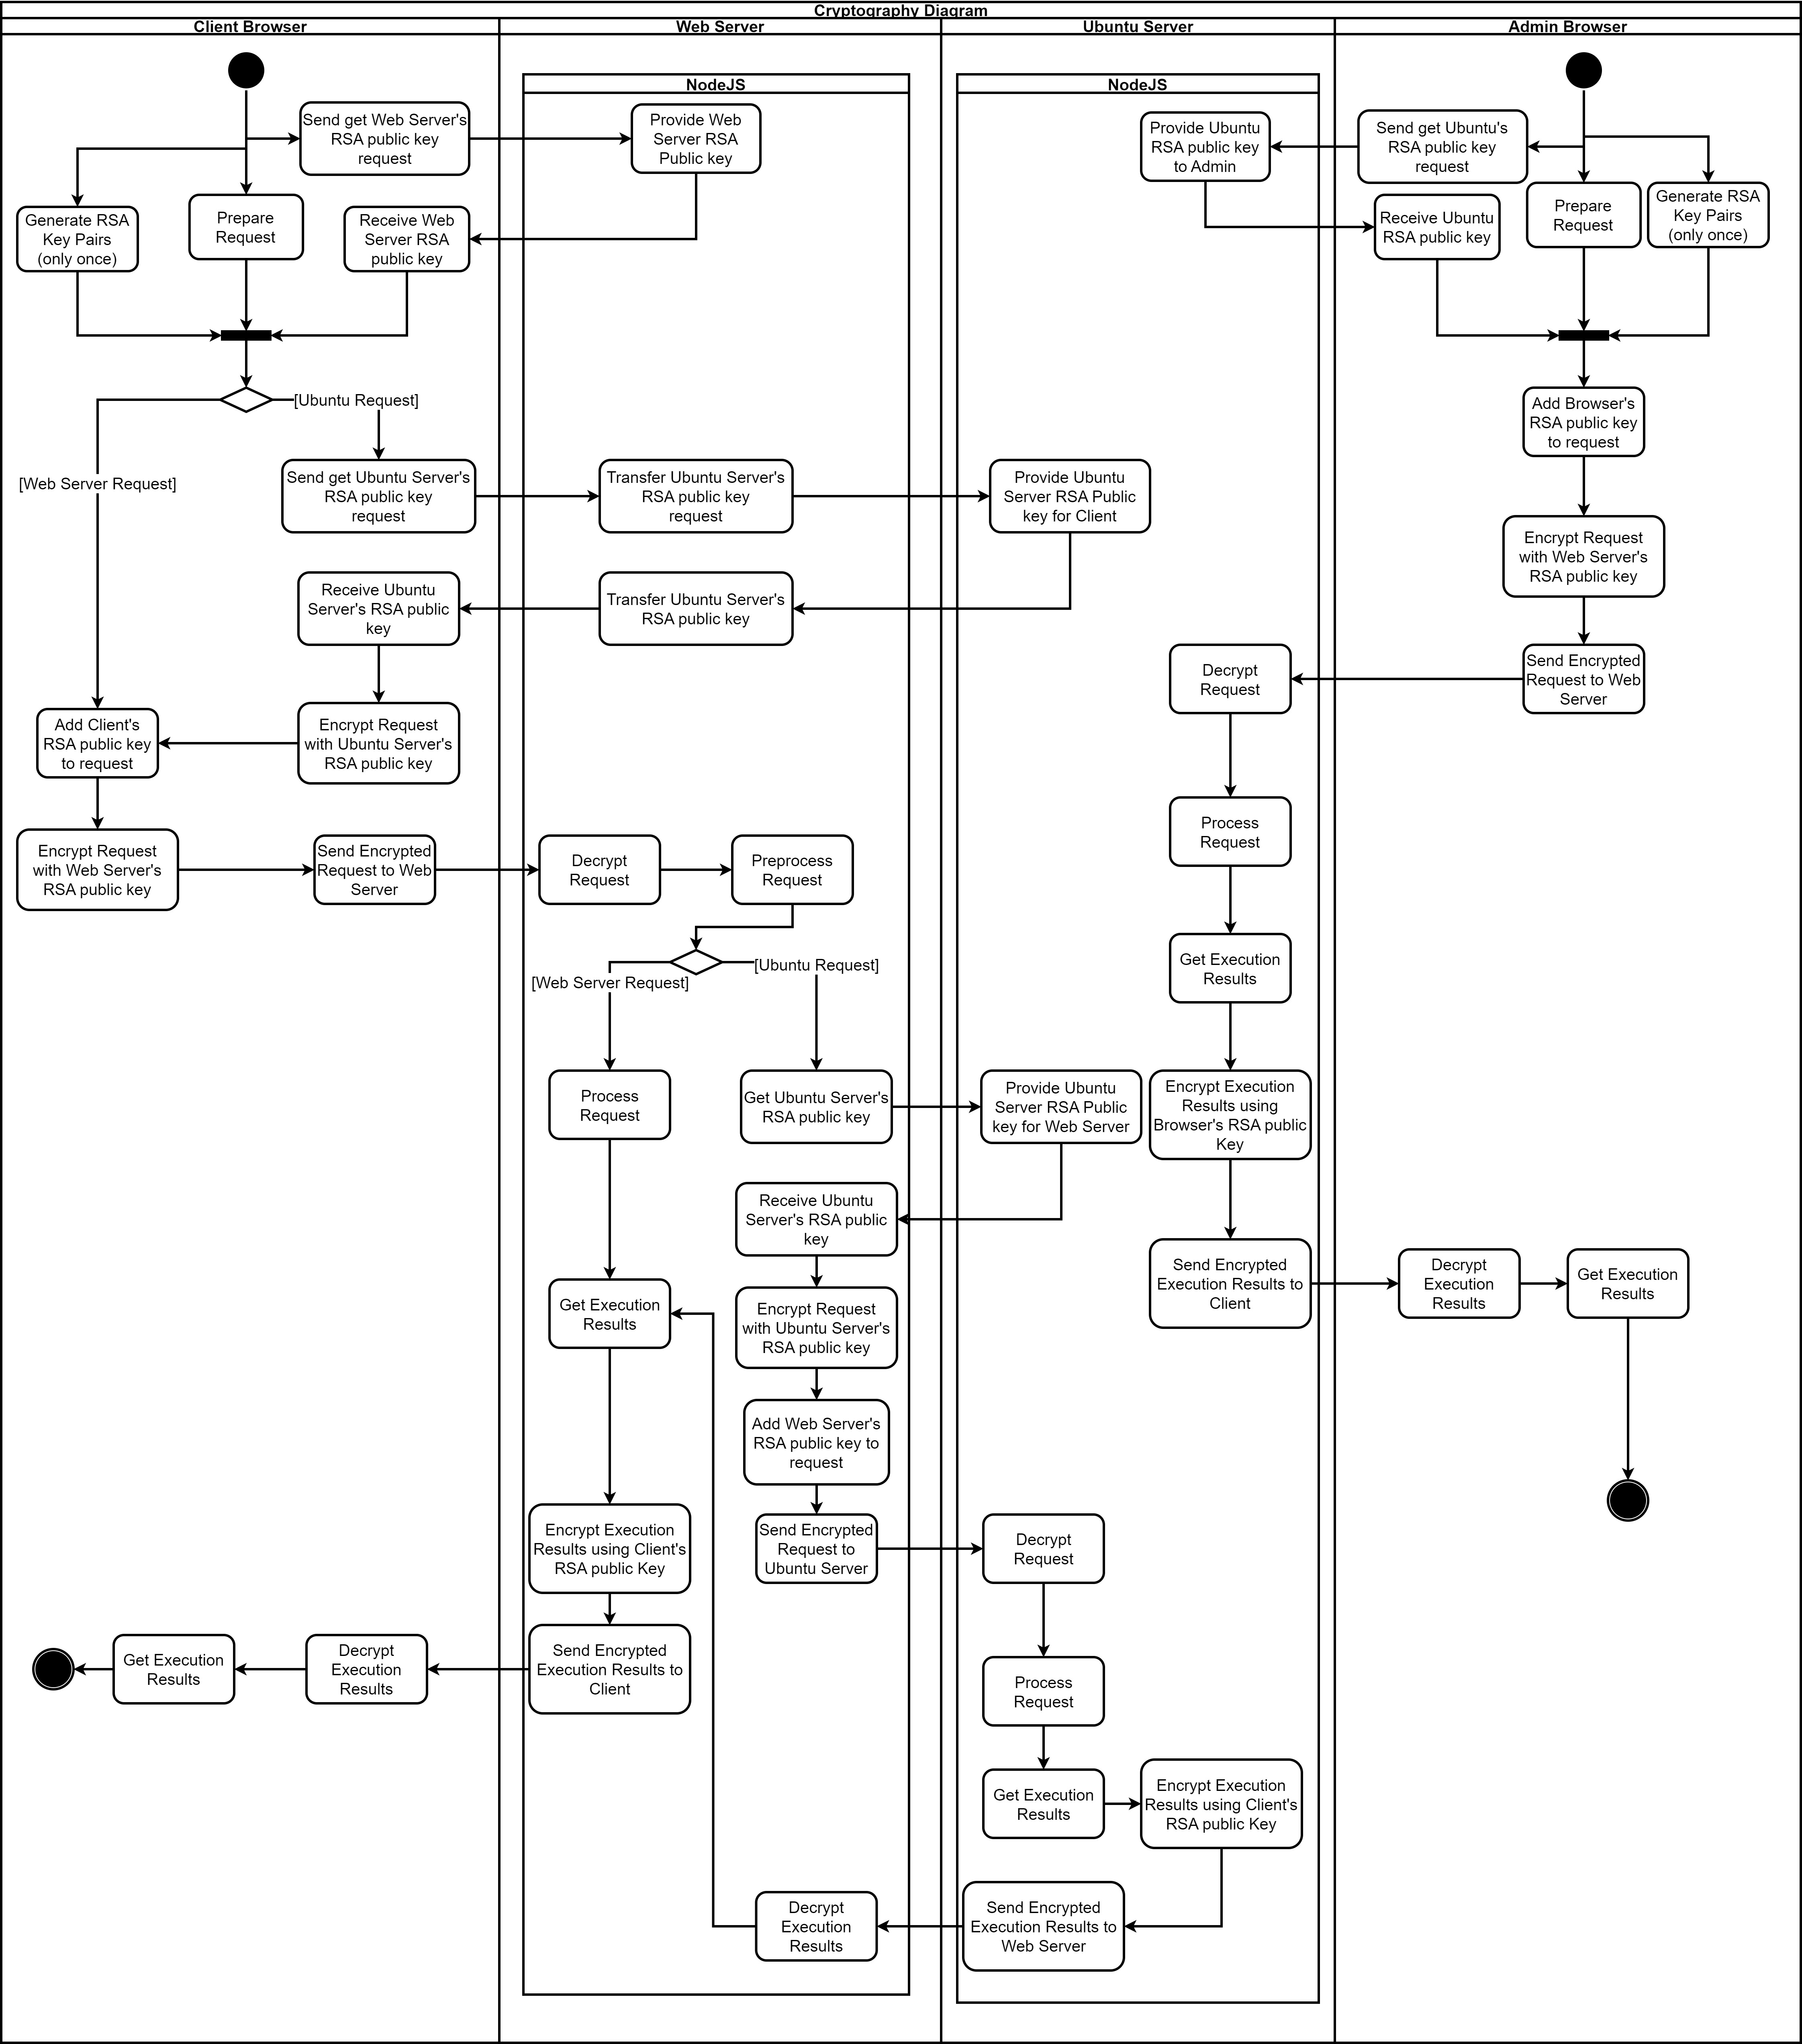 Cryptography Diagram
Client Browser
Web Server
Ubuntu Server
Admin Browser
NodeJS
NodeJS
Send get Web Server's
RSA public key
request
Provide Web
Server RSA
Public key
Provide Ubuntu
RSA public key
to Admin
Send get Ubuntu's
RSA public key
request
Generate RSA
Key Pairs
(only once)
Prepare
Request
Receive Web
Server RSA
public key
Receive Ubuntu
RSA public key
Prepare
Request
Generate RSA
Key Pairs
(only once)
[Ubuntu Request]
Add Browser's
RSA public key
to request
[Web Server Request]
Send get Ubuntu Server's
RSA public key
request
Transfer Ubuntu Server's
RSA public key
request
Provide Ubuntu
Server RSA Public
key for Client
Encrypt Request
with Web Server's
RSA public key
Receive Ubuntu
Server's RSA public
key
Transfer Ubuntu Server's
RSA public key
Decrypt
Request
Send Encrypted
Request to Web
Server
Add Client's
RSA public key
to request
Encrypt Request
with Ubuntu Server's
RSA public key
Process
Request
Encrypt Request
with Web Server's
RSA public key
Send Encrypted
Request to Web
Server
Decrypt
Request
Preprocess
Request
Get Execution
Results
[Web Server Request]
[Ubuntu Request]
Process
Request
Get Ubuntu Server's
RSA public key
Provide Ubuntu
Server RSA Public
key for Web Server
Encrypt Execution
Results using
Browser's RSA public
Key
Receive Ubuntu
Server's RSA public
key
Send Encrypted
Execution Results to
Client
Decrypt
Execution
Results
Get Execution
Results
Get Execution
Results
Encrypt Request
with Ubuntu Server's
RSA public key
Add Web Server's
RSA public key to
request
Encrypt Execution
Results using Client's
RSA public Key
Send Encrypted
Request to
Ubuntu Server
Decrypt
Request
Get Execution
Results
Decrypt
Execution
Results
Send Encrypted
Execution Results to
Client
Process
Request
Get Execution
Results
Encrypt Execution
Results using Client's
RSA public Key
Decrypt
Execution
Results
Send Encrypted
Execution Results to
Web Server